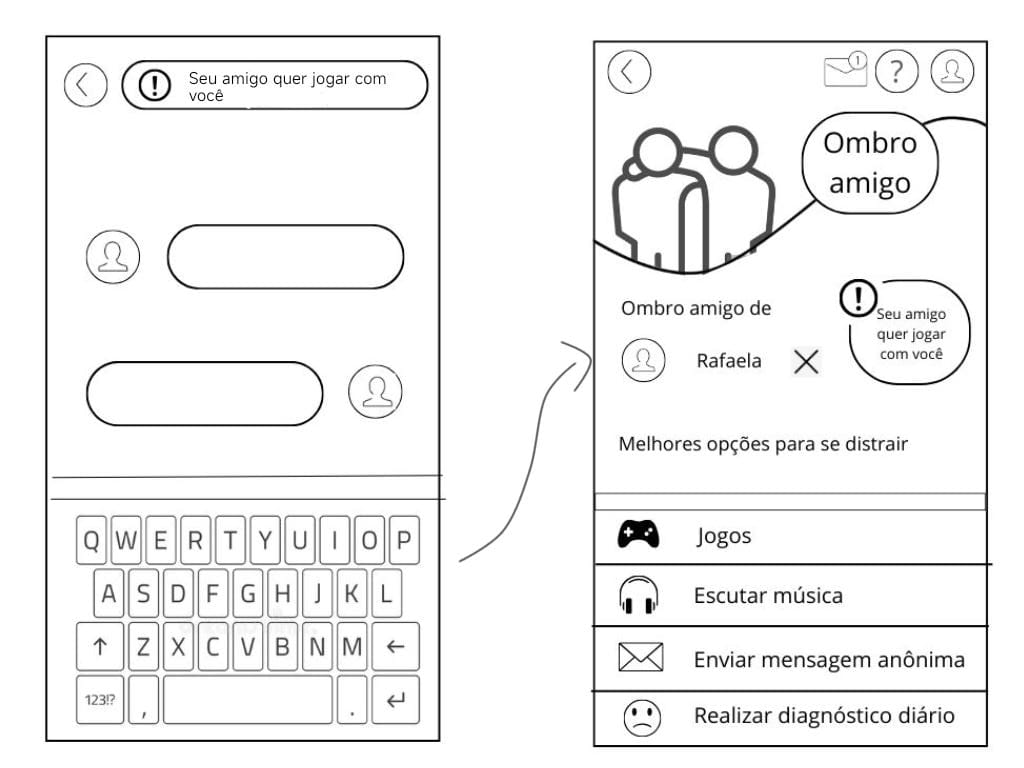 Seu amigo quer jogar com
você
Q W E R T Y U I O P
A S D F G H J K L
Z X C V B N M
123!? , .
1
?
Ombro
amigo
Ombro amigo de
Rafaela
Seu amigo
quer jogar
com você
Melhores opções para se distrair
Jogos
Escutar música
Enviar mensagem anônima
Realizar diagnóstico diário